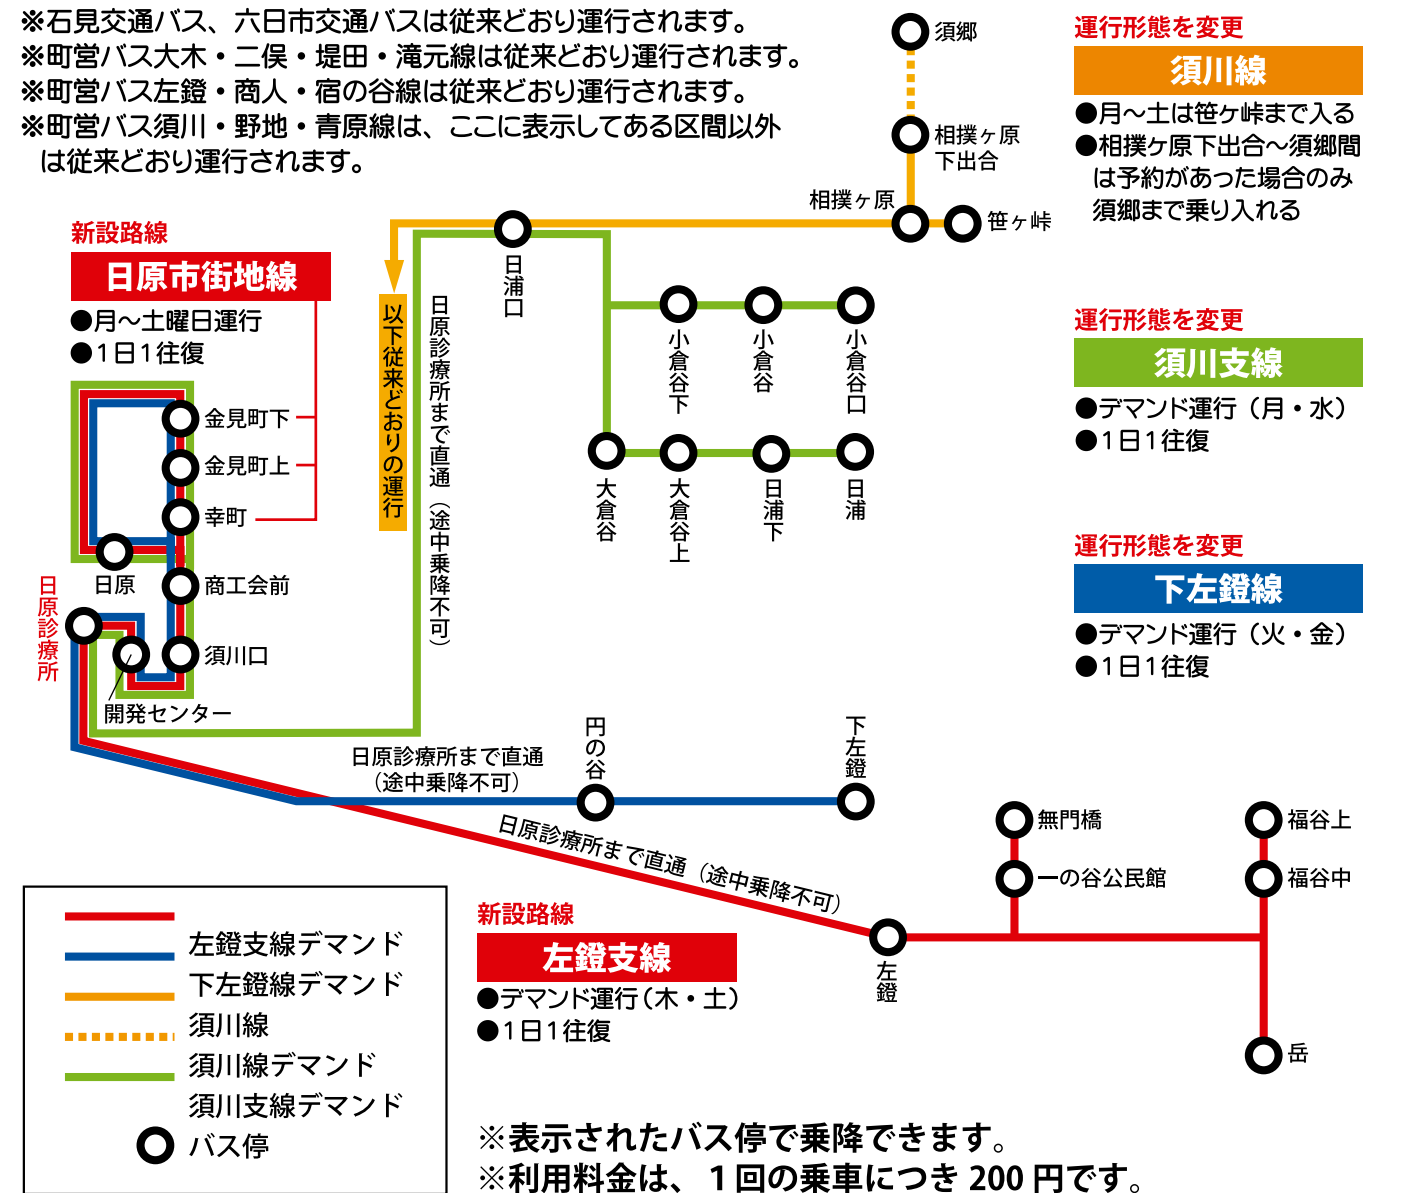 ※石見交通バス、六日市交通バスは従来どおり運行されます。
※町営バス大木・二俣・堤田・滝元線は従来どおり運行されます。
※町営バス左鐙・商人・宿の谷線は従来どおり運行されます。
※町営バス須川・野地・青原線は、ここに表示してある区間以外
は従来どおり運行されます。
須郷
相撲ヶ原
下出合
相撲ヶ原
笹ヶ峠
運行形態を変更
須川線
●月～土は笹ヶ峠まで入る
●相撲ヶ原下出合～須郷間
は予約があった場合のみ
須郷まで乗り入れる
新設路線
日原市街地線
●月～土曜日運行
●1日1往復
日浦口
以下従来どおりの運行
日原診療所まで直通（途中乗降不可）
小倉谷下
小倉谷
小倉谷口
大倉谷
大倉谷上
日浦下
日浦
運行形態を変更
須川支線
●デマンド運行（月・水）
●1日1往復
金見町下
金見町上
幸町
日原
商工会前
日原診療所
須川口
開発センター
運行形態を変更
下左鐙線
●デマンド運行（火・金）
●1日1往復
日原診療所まで直通
（途中乗降不可）
円の谷
下左鐙
日原診療所まで直通（途中乗降不可）
無門橋
一の谷公民館
福谷上
福谷中
左鐙
岳
新設路線
左鐙支線
●デマンド運行（木・土）
●1日1往復
左鐙支線デマンド
下左鐙線デマンド
須川線
須川線デマンド
須川支線デマンド
バス停
※表示されたバス停で乗降できます。
※利用料金は、１回の乗車につき 200 円です。